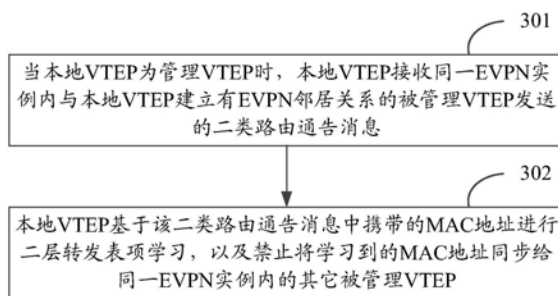 301
当本地VTEP为管理VTEP时，本地VTEP接收同一EVPN实
例内与本地VTEP建立有EVPN邻居关系的被管理VTEP发送
的二类路由通告消息
302
本地VTEP基于该二类路由通告消息中携带的MAC地址进行
二层转发表项学习，以及禁止将学习到的MAC地址同步给
同一EVPN实例内的其它被管理VTEP